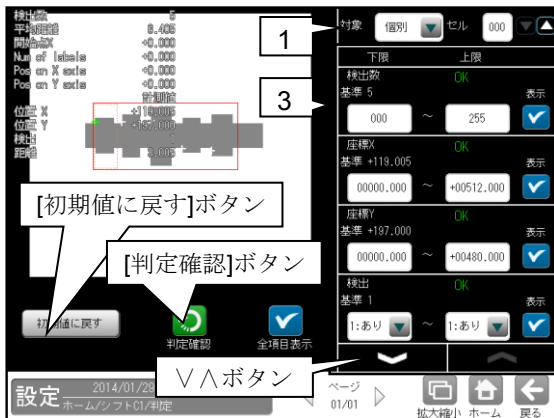 検出数 5
平均距離 8.405
開始点X +0.000
Num of labels +0.000
Pos on X axis +0.000
Pos on Y axis +0.000
計測値
位置 X
位置 Y
検出
距離
1
3
[初期値に戻す]ボタン
[判定確認]ボタン
∨∧ボタン
初期値に戻す
判定確認
全項目表示
対象 個別 セル 000
下限 上限
検出数 OK
基準 5 表示
000 ~ 255
座標X OK
基準 +119.005 表示
00000.000 ~ +00512.000
座標Y OK
基準 +197.000 表示
00000.000 ~ +00480.000
検出 OK
基準 1 表示
1:あり ~ 1:あり
設定 2014/01/29
ホーム/シフトC1/判定
ページ
01/01
拡大縮小 ホーム 戻る